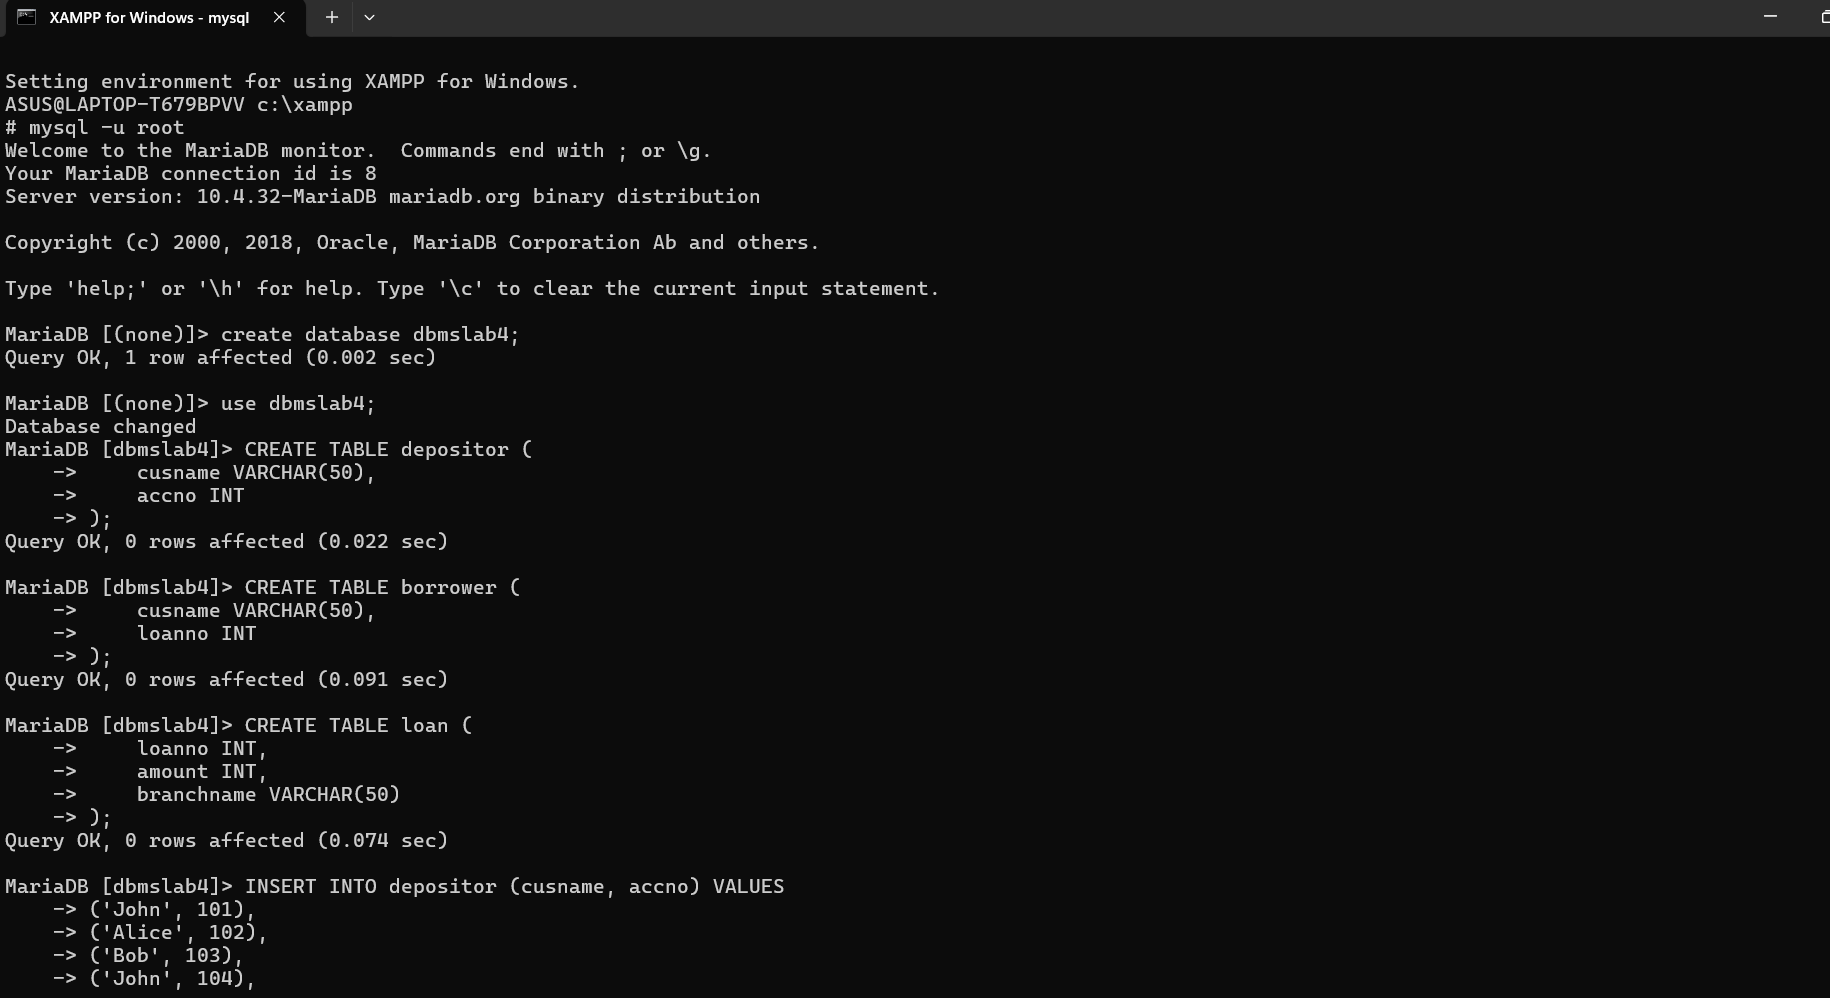 XAMPP for Windows - mysql
Setting environment for using XAMPP for Windows.
ASUS@LAPTOP-T679BPVV c:\xampp
# mysql -u root
Welcome to the MariaDB monitor.  Commands end with ; or \g.
Your MariaDB connection id is 8
Server version: 10.4.32-MariaDB mariadb.org binary distribution
Copyright (c) 2000, 2018, Oracle, MariaDB Corporation Ab and others.
Type 'help;' or '\h' for help. Type '\c' to clear the current input statement.
MariaDB [(none)]> create database dbmslab4;
Query OK, 1 row affected (0.002 sec)
MariaDB [(none)]> use dbmslab4;
Database changed
MariaDB [dbmslab4]> CREATE TABLE depositor (
    ->     cusname VARCHAR(50),
    ->     accno INT
    -> );
Query OK, 0 rows affected (0.022 sec)
MariaDB [dbmslab4]> CREATE TABLE borrower (
    ->     cusname VARCHAR(50),
    ->     loanno INT
    -> );
Query OK, 0 rows affected (0.091 sec)
MariaDB [dbmslab4]> CREATE TABLE loan (
    ->     loanno INT,
    ->     amount INT,
    ->     branchname VARCHAR(50)
    -> );
Query OK, 0 rows affected (0.074 sec)
MariaDB [dbmslab4]> INSERT INTO depositor (cusname, accno) VALUES
    -> ('John', 101),
    -> ('Alice', 102),
    -> ('Bob', 103),
    -> ('John', 104),